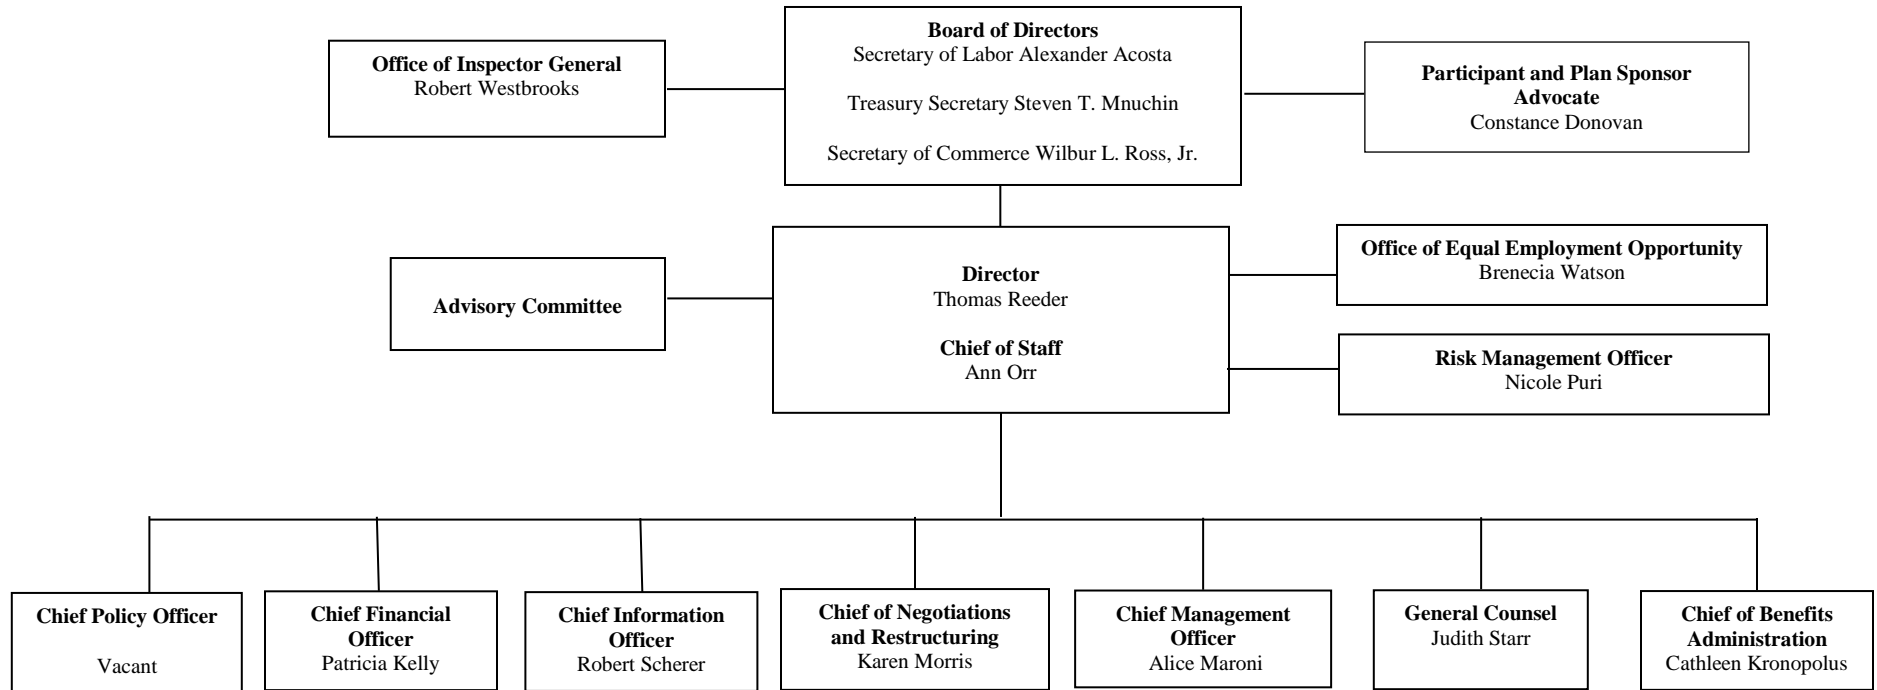 Board of Directors
Secretary of Labor Alexander Acosta
Treasury Secretary Steven T. Mnuchin
Secretary of Commerce Wilbur L. Ross, Jr.
Office of Inspector General
Robert Westbrooks
Participant and Plan Sponsor
Advocate
Constance Donovan
Director
Thomas Reeder
Chief of Staff
Ann Orr
Advisory Committee
Office of Equal Employment Opportunity
Brenecia Watson
Risk Management Officer
Nicole Puri
Chief Policy Officer
Vacant
Chief Financial
Officer
Patricia Kelly
Chief Information
Officer
Robert Scherer
Chief of Negotiations
and Restructuring
Karen Morris
Chief Management
Officer
Alice Maroni
General Counsel
Judith Starr
Chief of Benefits
Administration
Cathleen Kronopolus